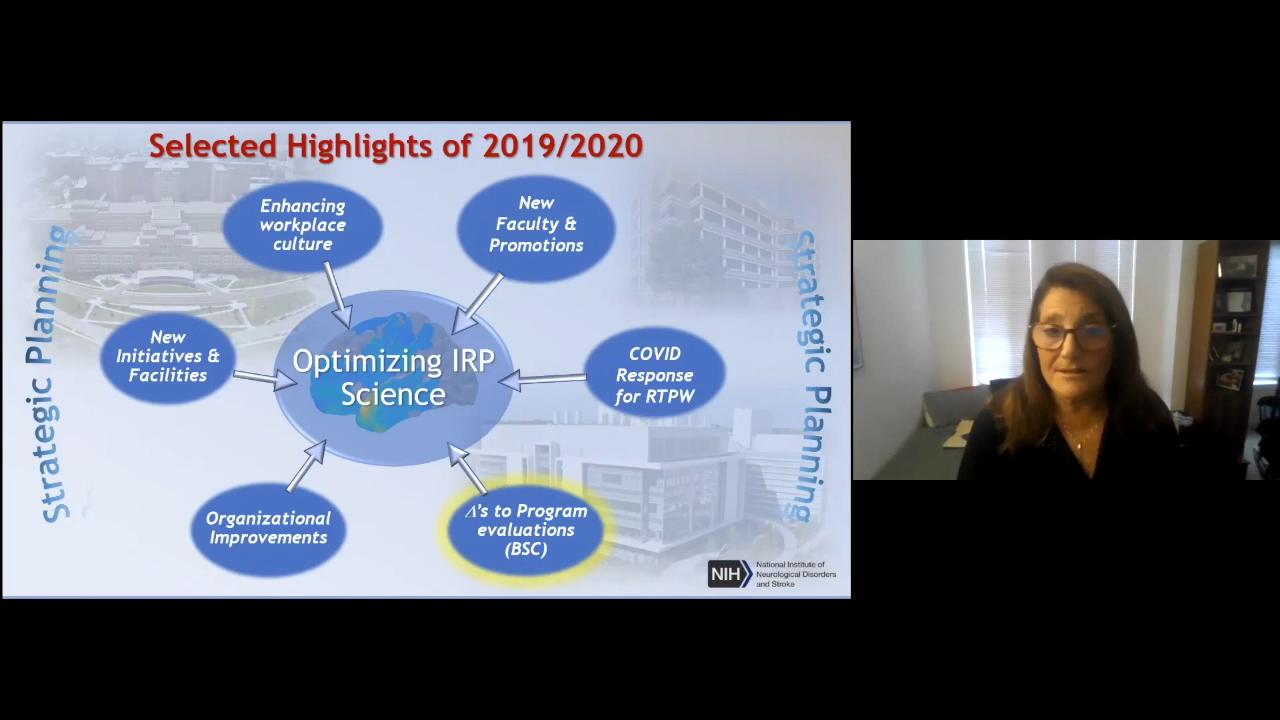 Selected Highlights of 2019/2020
Enhancing
workplace
culture
New
Faculty &
Promotions
Strategic Planning
Strategic Planning
New
Initiatives &
Facilities
Optimizing IRP
Science
COVID
Response
for RTPW
Organizational
Improvements
Δ's to Program
evaluations
(BSC)
NIH
National Institute of
Neurological Disorders
and Stroke